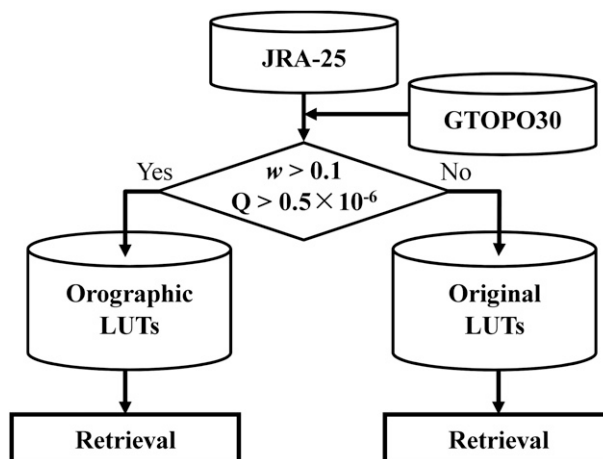 JRA-25
GTOPO30
Yes
w > 0.1
No
Q > 0.5×10⁻⁶
Orographic
LUTs
Original
LUTs
Retrieval
Retrieval